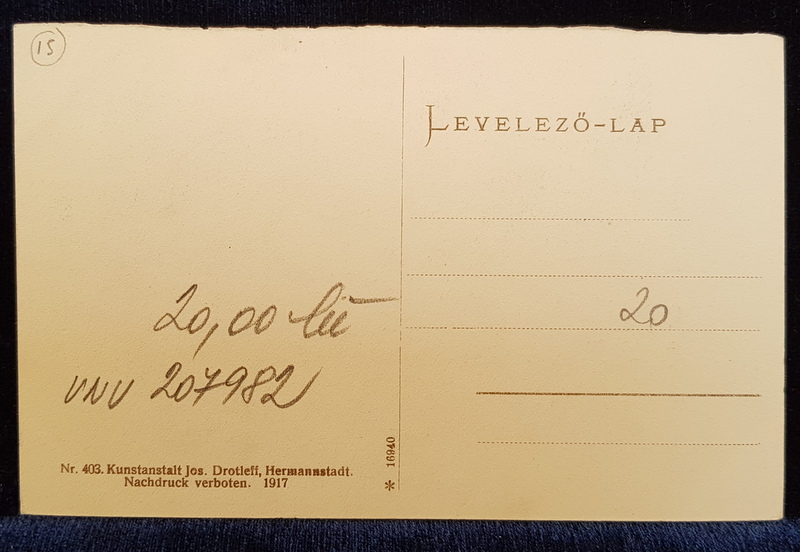 15
LEVELEZŐ-LAP
20,00 lei
20
VNV 207982
* 16940
Nr. 403. Kunstanstalt Jos. Drotleff, Hermannstadt.
Nachdruck verboten. 1917